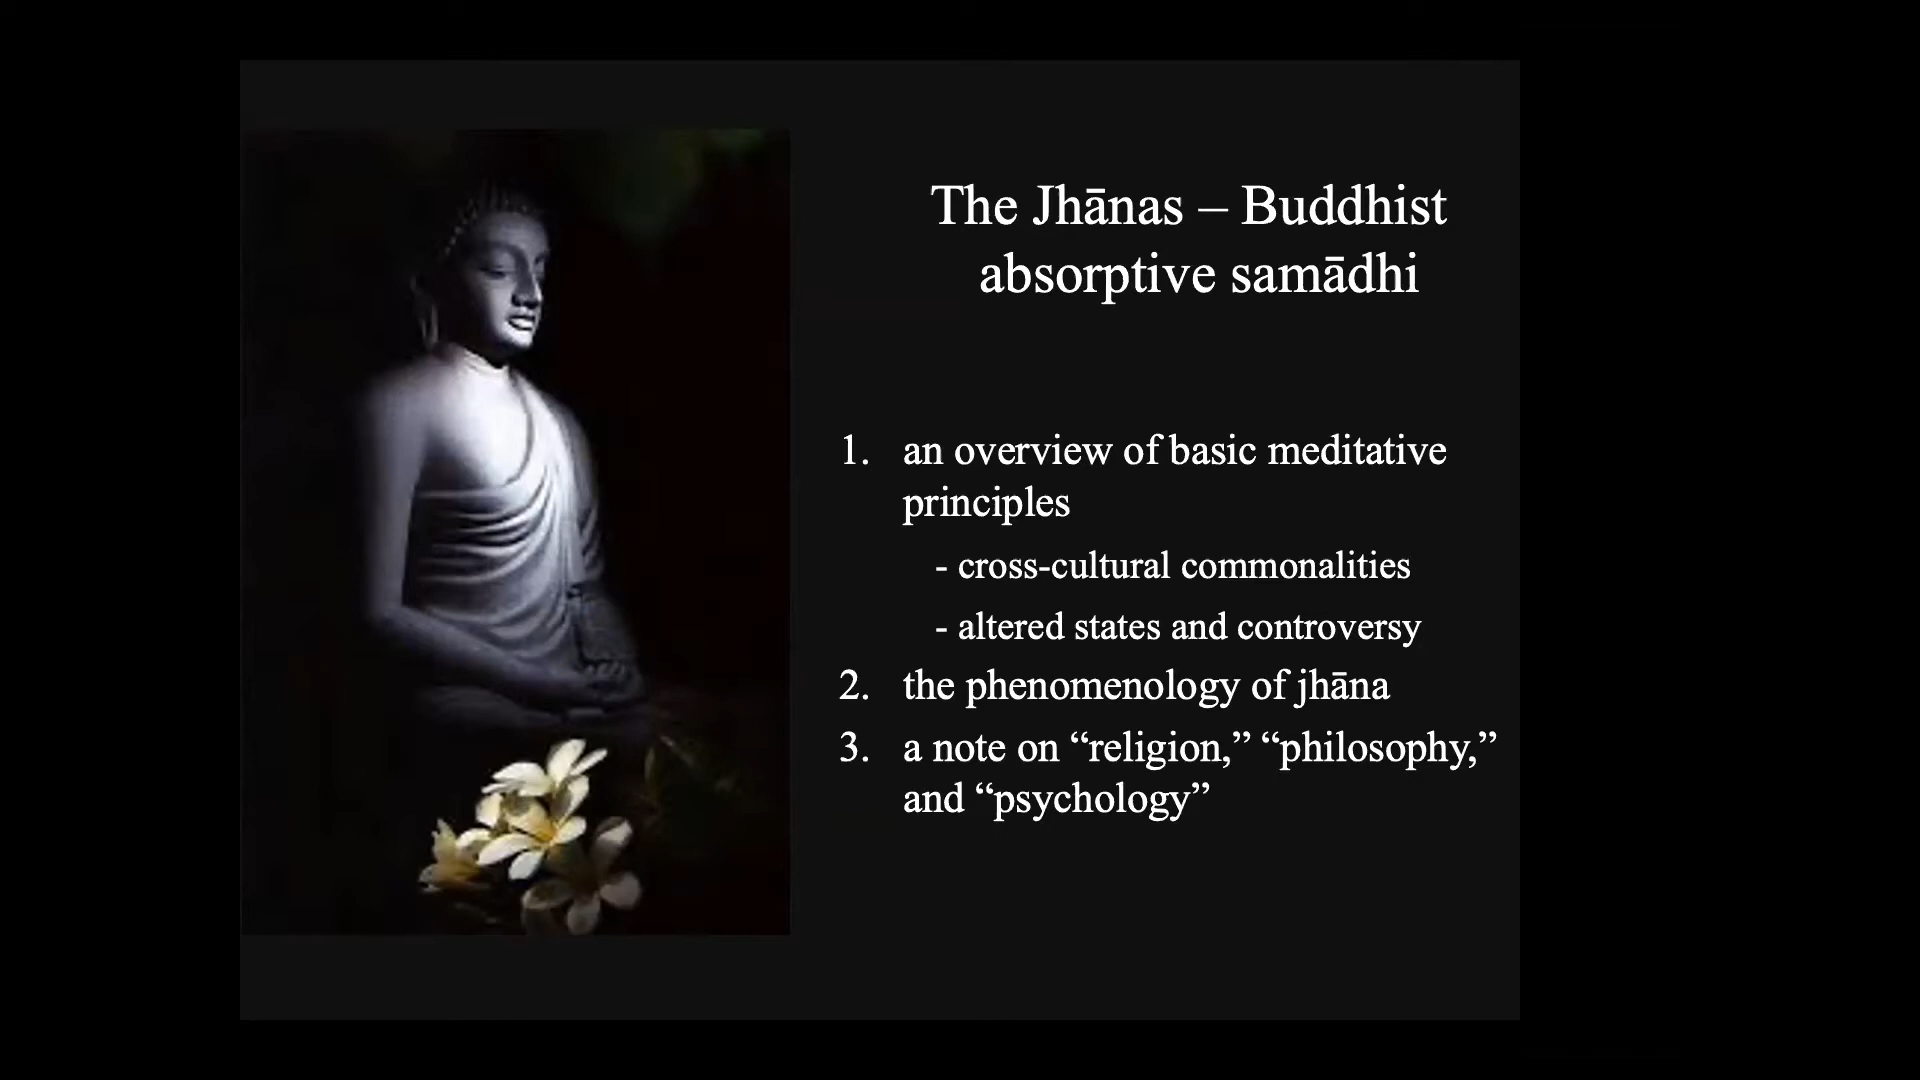 The Jhānas – Buddhist
absorptive samādhi
1. an overview of basic meditative
principles
- cross-cultural commonalities
- altered states and controversy
2. the phenomenology of jhāna
3. a note on “religion,” “philosophy,”
and “psychology”